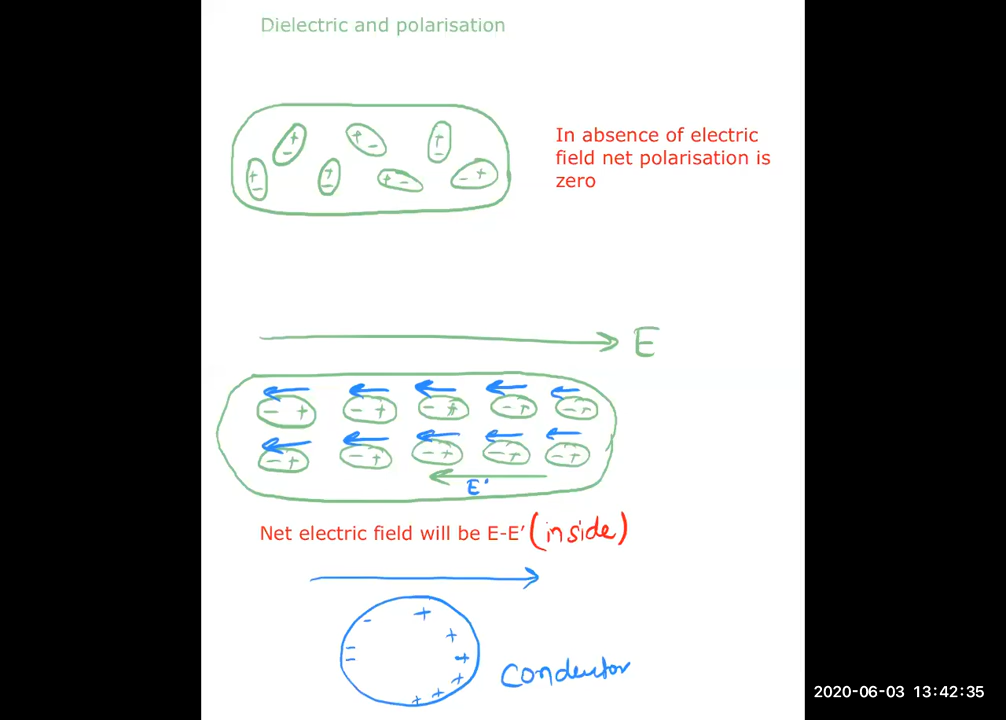 Dielectric and polarisation
In absence of electric
field net polarisation is
zero
E
E'
Net electric field will be E-E’ (inside)
conductor
2020-06-03 13:42:35